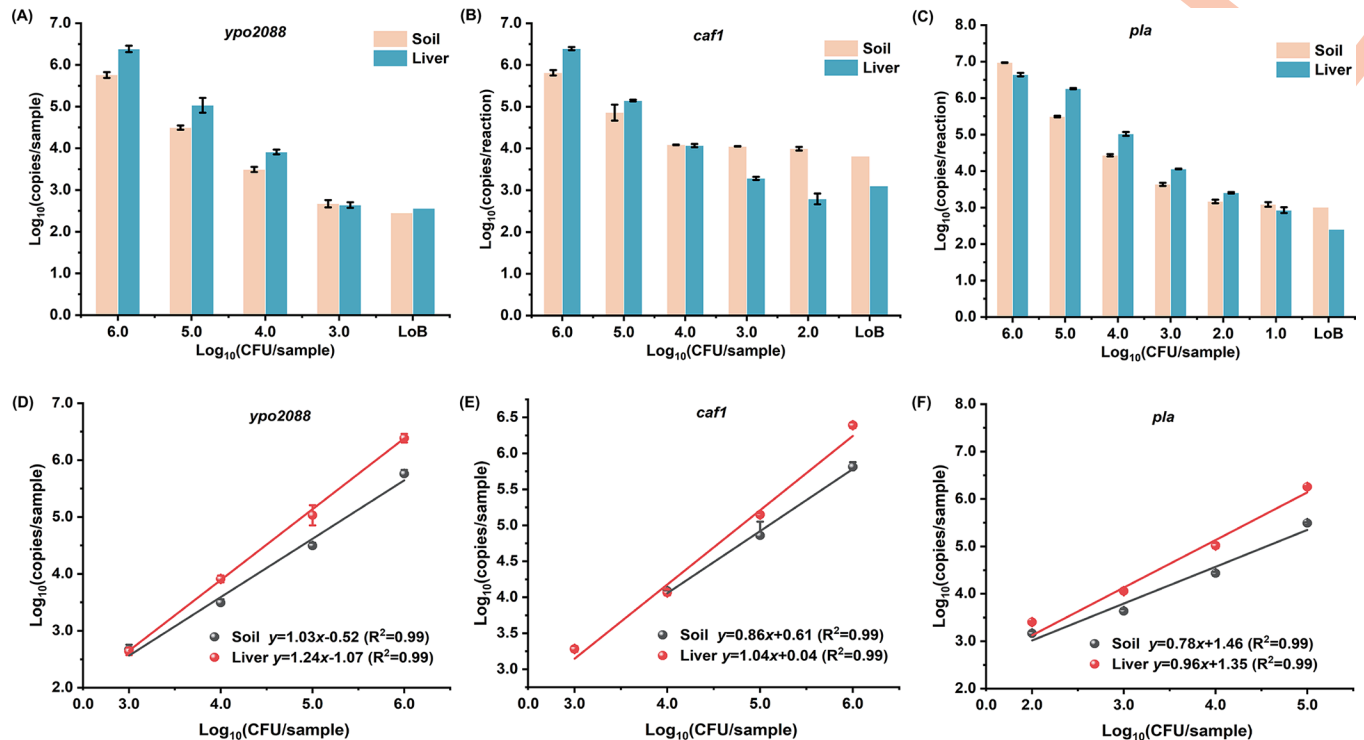 (A)
ypo2088
Soil
Liver
Log10(copies/sample)
7.0
6.0
5.0
4.0
3.0
2.0
1.0
0.0
6.0 5.0 4.0 3.0 LoB
Log10(CFU/sample)
(B)
caf1
Soil
Liver
Log10(copies/reaction)
7.0
6.0
5.0
4.0
3.0
2.0
1.0
0.0
6.0 5.0 4.0 3.0 2.0 LoB
Log10(CFU/sample)
(C)
pla
Soil
Liver
Log10(copies/reaction)
8.0
7.0
6.0
5.0
4.0
3.0
2.0
1.0
0.0
6.0 5.0 4.0 3.0 2.0 1.0 LoB
Log10(CFU/sample)
(D)
ypo2088
Log10(copies/sample)
7.0
6.0
5.0
4.0
3.0
2.0
Soil y=1.03x-0.52 (R2=0.99)
Liver y=1.24x-1.07 (R2=0.99)
0.0 3.0 4.0 5.0 6.0
Log10(CFU/sample)
(E)
caf1
Log10(copies/sample)
6.5
6.0
5.5
5.0
4.5
4.0
3.5
3.0
Soil y=0.86x+0.61 (R2=0.99)
Liver y=1.04x+0.04 (R2=0.99)
0.0 3.0 4.0 5.0 6.0
Log10(CFU/sample)
(F)
pla
Log10(copies/sample)
8.0
7.0
6.0
5.0
4.0
3.0
2.0
Soil y=0.78x+1.46 (R2=0.99)
Liver y=0.96x+1.35 (R2=0.99)
0.0 2.0 3.0 4.0 5.0
Log10(CFU/sample)